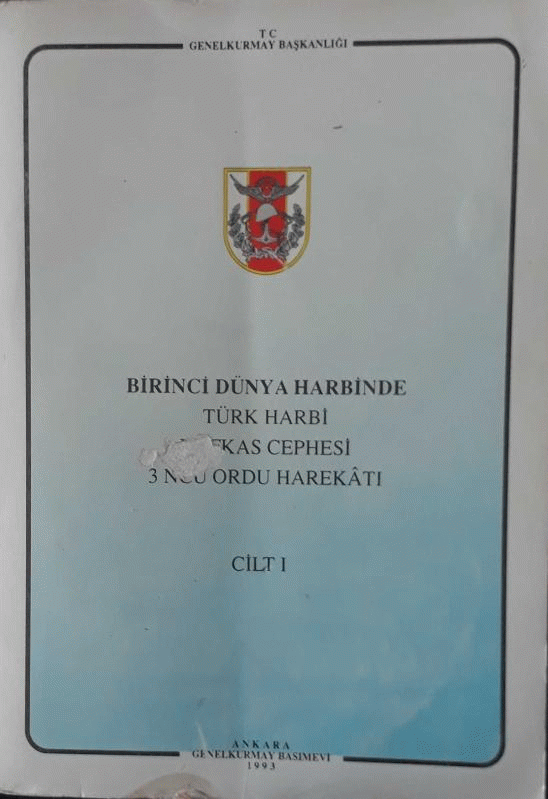 T C
GENELKURMAY BAŞKANLIĞI
BİRİNCİ DÜNYA HARBİNDE
TÜRK HARBİ
CEPHESİ
3 NCÜ ORDU HAREKÂTI
CİLT I
ANKARA
GENELKURMAY BASIMEVİ
1993